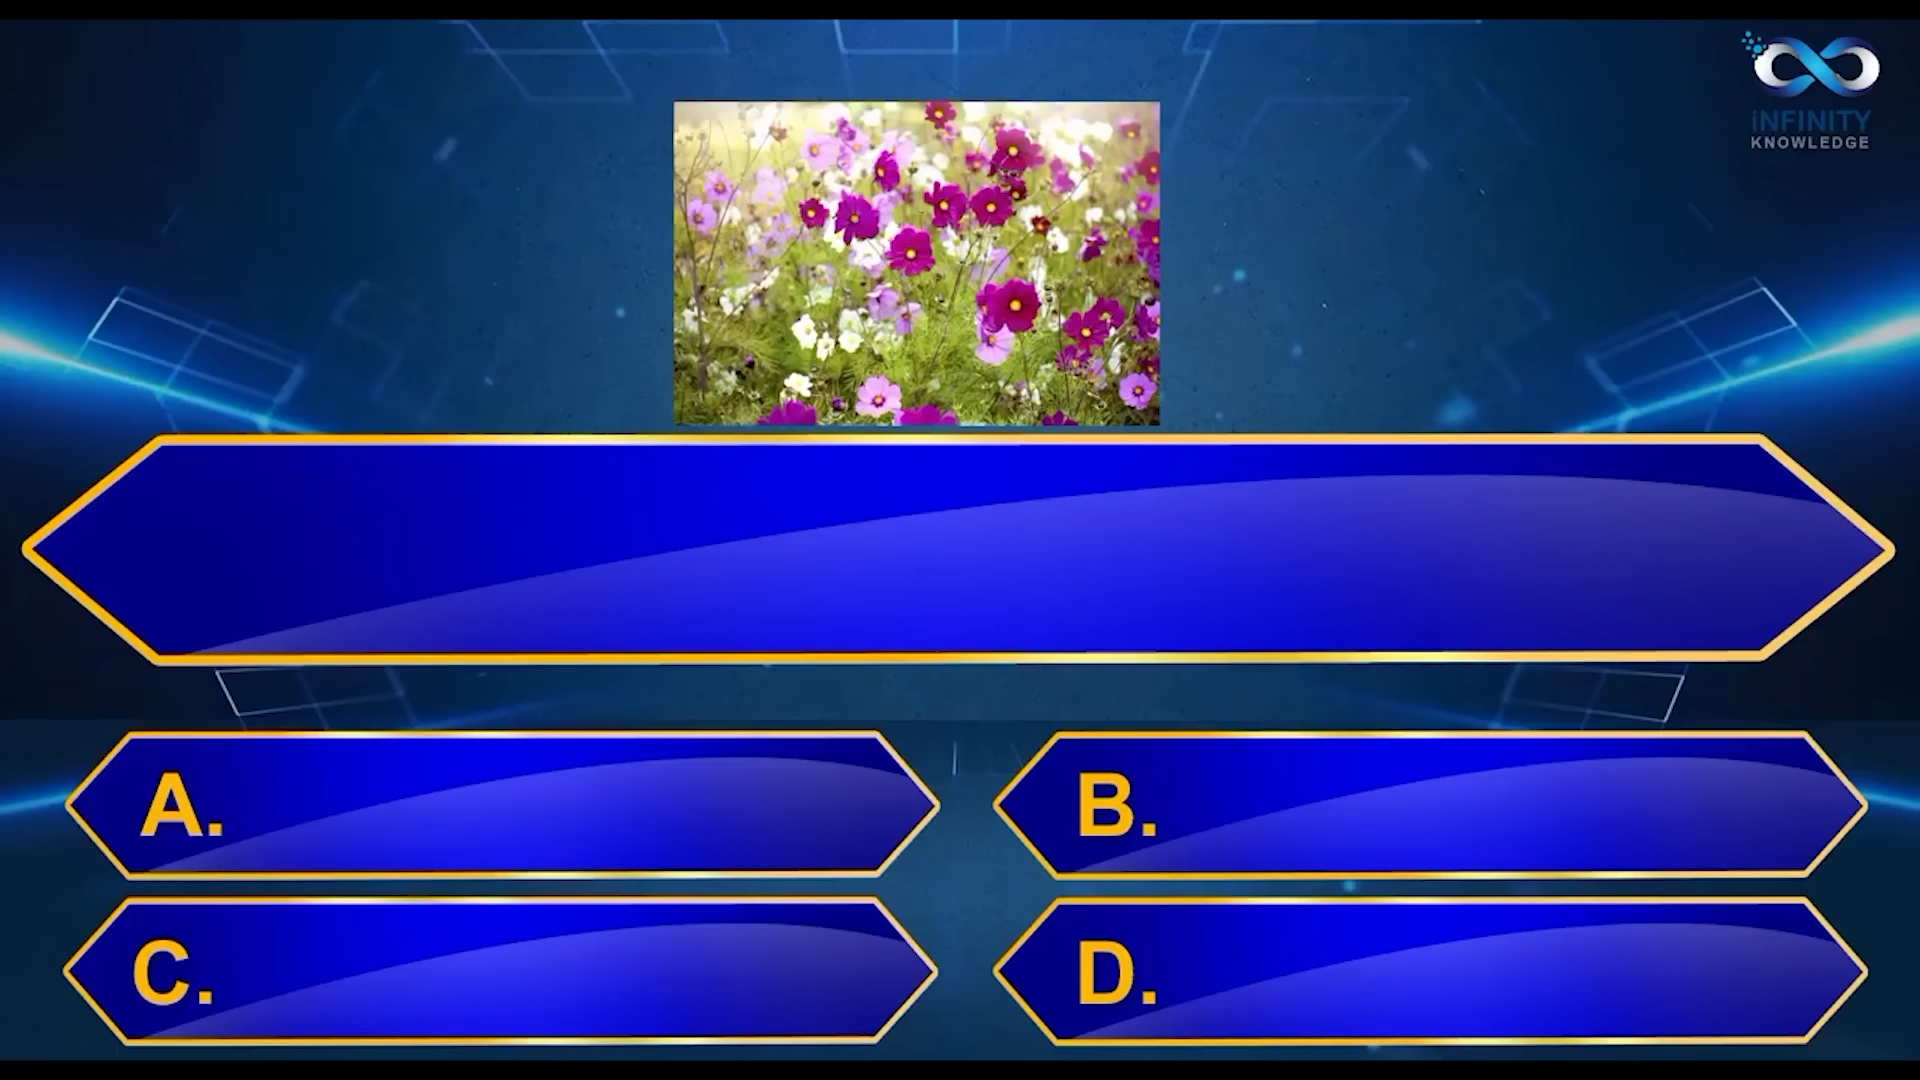 iNFINITY
KNOWLEDGE
A.
B.
C.
D.